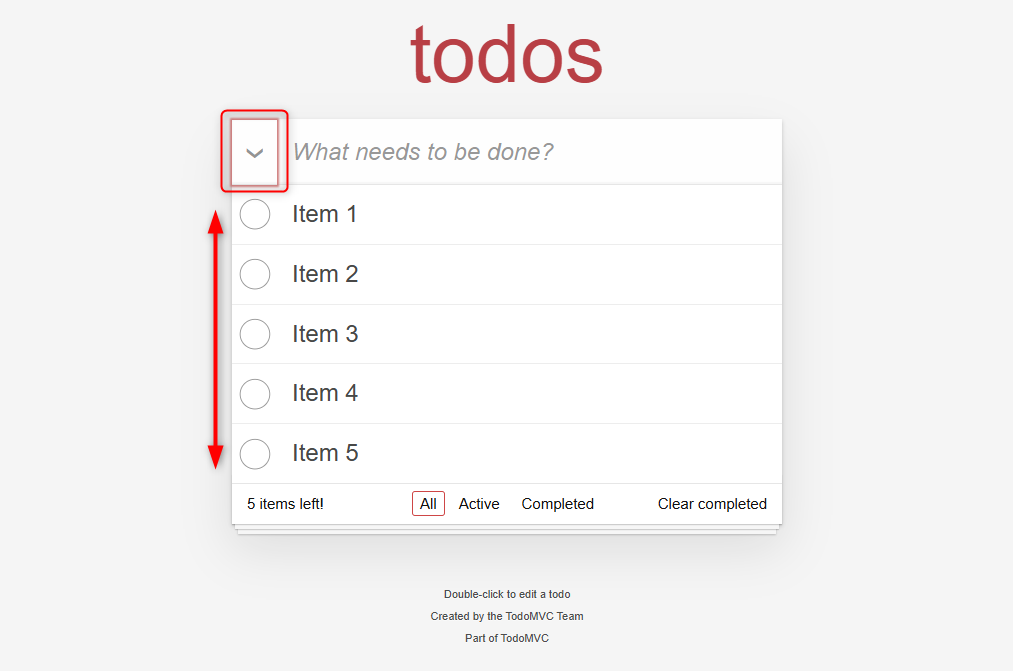 todos
What needs to be done?
Item 1
Item 2
Item 3
Item 4
Item 5
5 items left! All Active Completed Clear completed
Double-click to edit a todo
Created by the TodoMVC Team
Part of TodoMVC